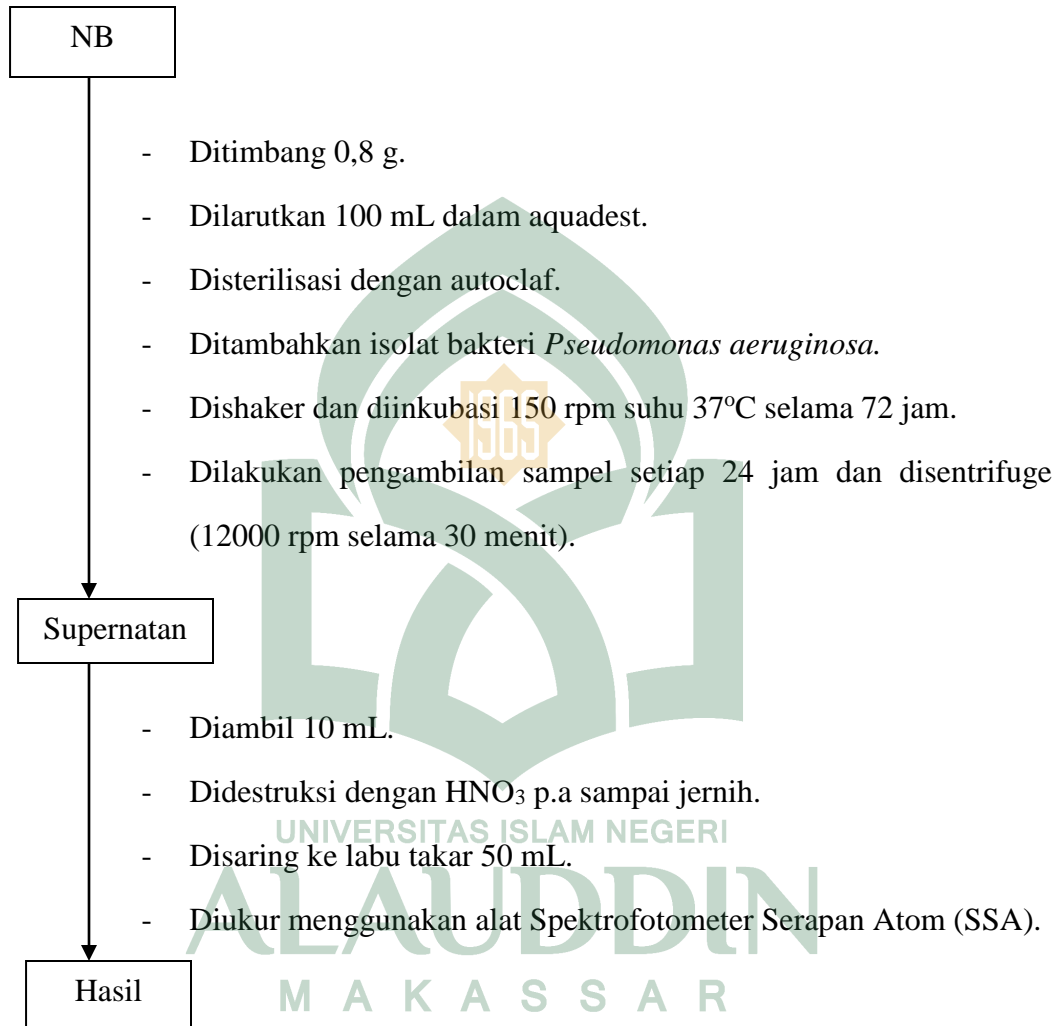 NB
- Ditimbang 0,8 g.
- Dilarutkan 100 mL dalam aquadest.
- Disterilisasi dengan autoclaf.
- Ditambahkan isolat bakteri Pseudomonas aeruginosa.
- Dishaker dan diinkubasi 150 rpm suhu 37°C selama 72 jam.
1965
- Dilakukan pengambilan sampel setiap 24 jam dan disentrifuge
(12000 rpm selama 30 menit).
Supernatan
- Diambil 10 mL.
- Didestruksi dengan HNO₃ p.a sampai jernih.
UNIVERSITAS ISLAM NEGERI
- Disaring ke labu takar 50 mL.
ALAUDDIN
- Diukur menggunakan alat Spektrofotometer Serapan Atom (SSA).
Hasil
MAKASSAR